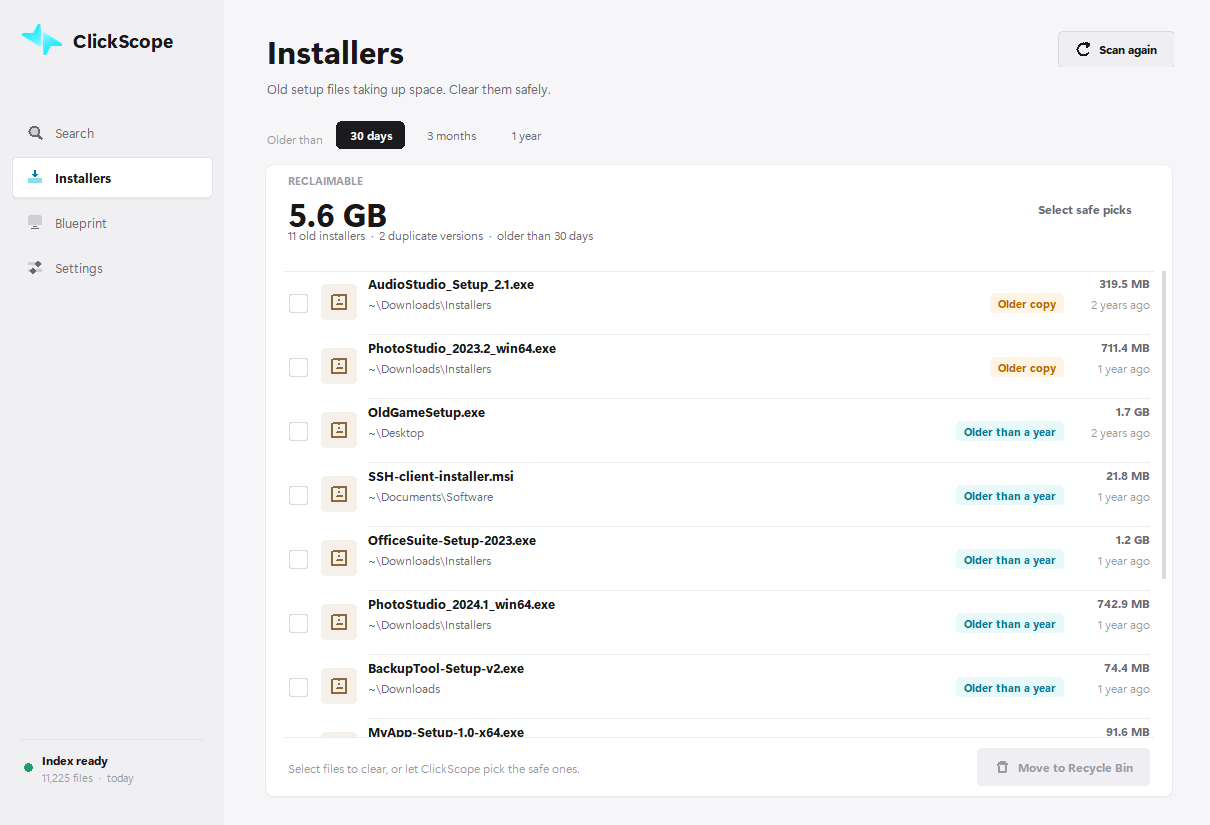 ClickScope
Search
Installers
Blueprint
Settings
Index ready
11,225 files · today
Installers
Old setup files taking up space. Clear them safely.
Scan again
Older than 30 days 3 months 1 year
RECLAIMABLE
5.6 GB
11 old installers · 2 duplicate versions · older than 30 days
Select safe picks
AudioStudio_Setup_2.1.exe
~\Downloads\Installers
Older copy
319.5 MB
2 years ago
PhotoStudio_2023.2_win64.exe
~\Downloads\Installers
Older copy
711.4 MB
1 year ago
OldGameSetup.exe
~\Desktop
Older than a year
1.7 GB
2 years ago
SSH-client-installer.msi
~\Documents\Software
Older than a year
21.8 MB
1 year ago
OfficeSuite-Setup-2023.exe
~\Downloads\Installers
Older than a year
1.2 GB
1 year ago
PhotoStudio_2024.1_win64.exe
~\Downloads\Installers
Older than a year
742.9 MB
1 year ago
BackupTool-Setup-v2.exe
~\Downloads
Older than a year
74.4 MB
1 year ago
MyApp-Setup-1.0-x64.exe
91.6 MB
Select files to clear, or let ClickScope pick the safe ones.
Move to Recycle Bin